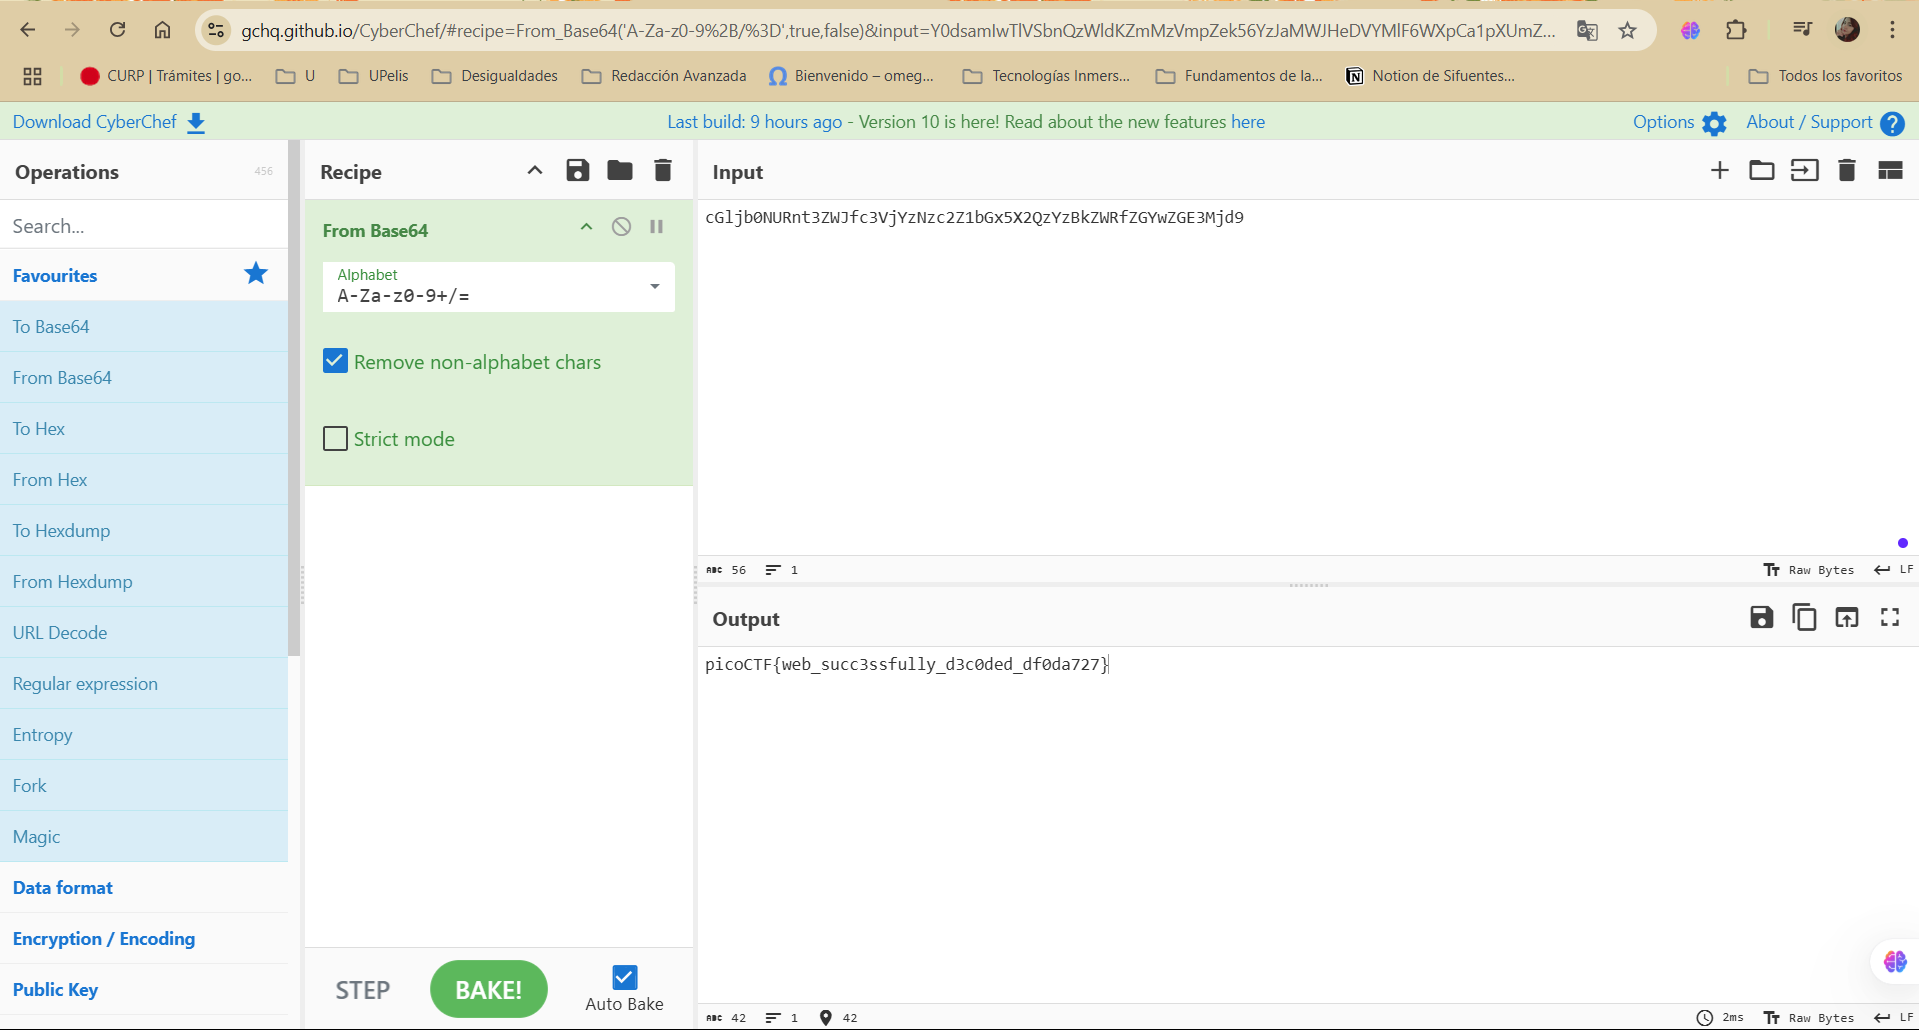 gchq.github.io/CyberChef/#recipe=From_Base64('A-Za-z0-9%2B/%3D',true,false)&input=Y0dsamIwTlVSbnQzWldKZmMzVmpZek56YzJaMWJHeDVYMlF6WXpCa1pXUmZ...
CURP | Trámites | go...
U
UPelis
Desigualdades
Redacción Avanzada
Bienvenido – omeg...
Tecnologías Inmers...
Fundamentos de la...
Notion de Sifuentes...
Todos los favoritos
Download CyberChef
Last build: 9 hours ago - Version 10 is here! Read about the new features here
Options
About / Support
Operations
456
Search...
Favourites
To Base64
From Base64
To Hex
From Hex
To Hexdump
From Hexdump
URL Decode
Regular expression
Entropy
Fork
Magic
Data format
Encryption / Encoding
Public Key
Recipe
From Base64
Alphabet
A-Za-z0-9+/=
Remove non-alphabet chars
Strict mode
STEP
BAKE!
Auto Bake
Input
cGljb0NURnt3ZWJfc3VjYzNzc2Z1bGx5X2QzYzBkZWRfZGYwZGE3Mjd9
ABC 56
1
Raw Bytes
LF
Output
picoCTF{web_succ3ssfully_d3c0ded_df0da727}
ABC 42
1
42
2ms
Raw Bytes
LF